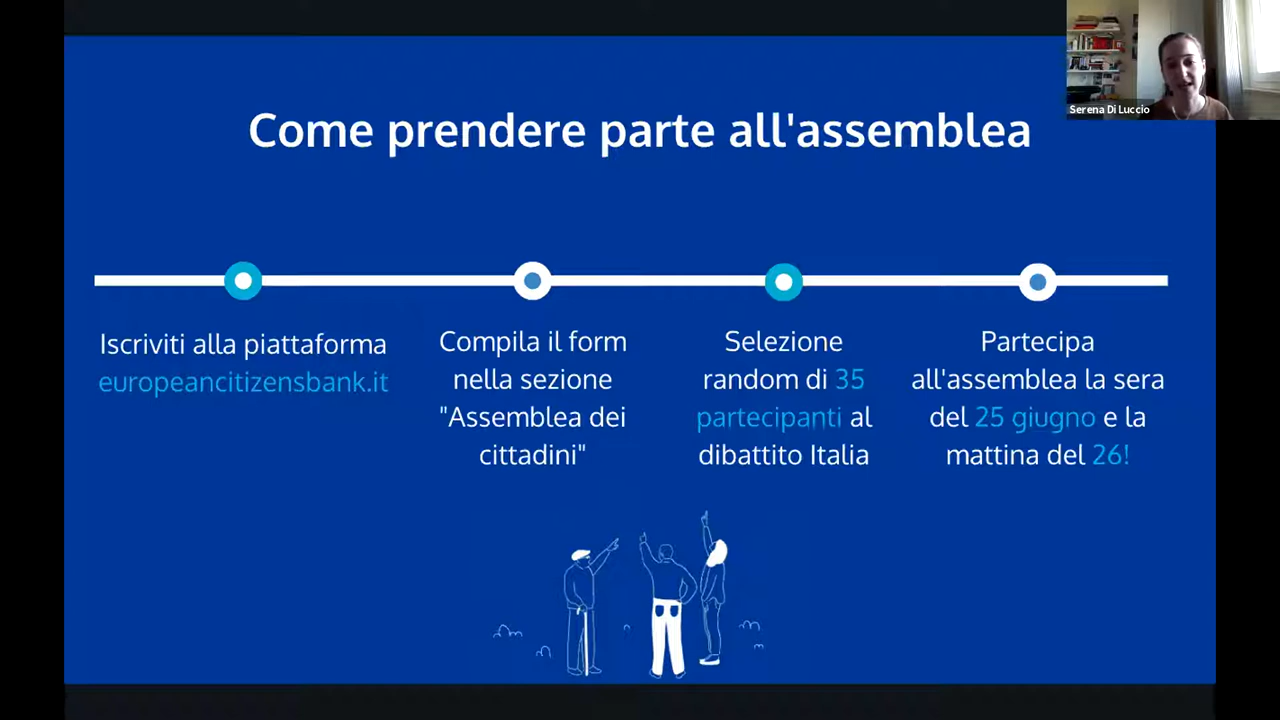 Serena Di Luccio
Come prendere parte all'assemblea
Iscriviti alla piattaforma
europeancitizensbank.it
Compila il form
nella sezione
"Assemblea dei
cittadini"
Selezione
random di 35
partecipanti al
dibattito Italia
Partecipa
all'assemblea la sera
del 25 giugno e la
mattina del 26!